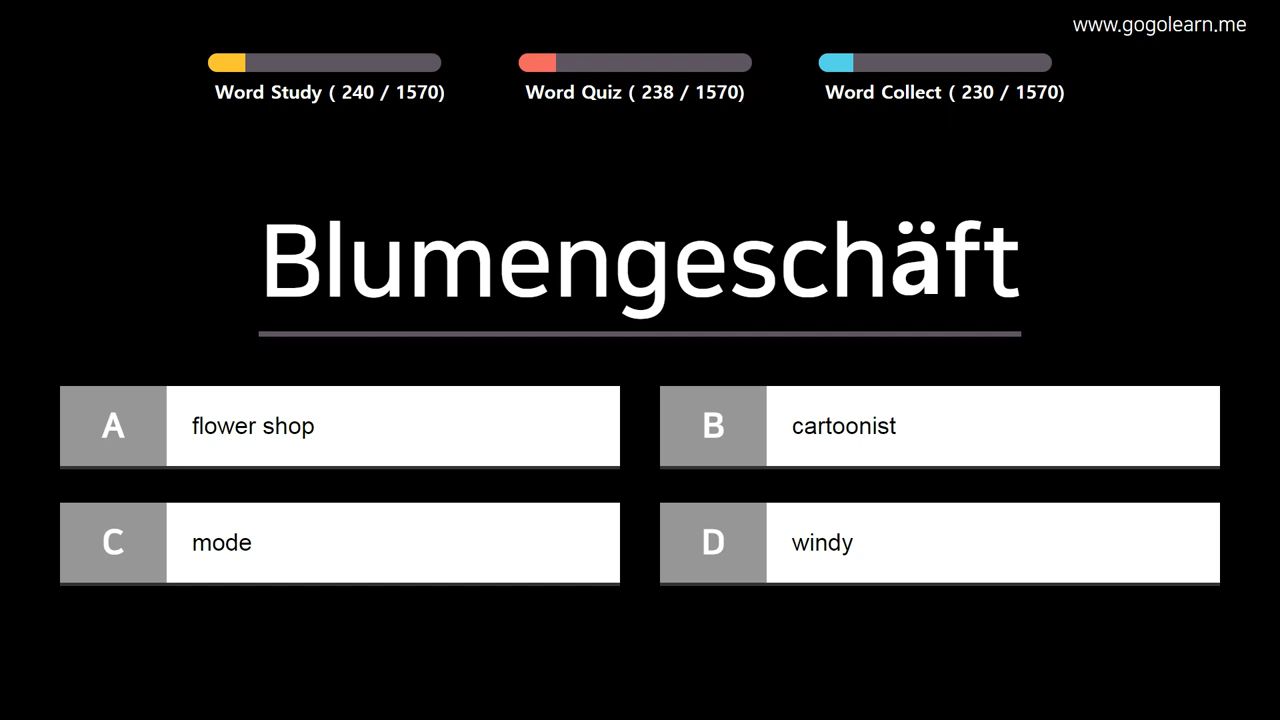 www.gogolearn.me
Word Study ( 240 / 1570)
Word Quiz ( 238 / 1570)
Word Collect ( 230 / 1570)
Blumengeschäft
A flower shop
B cartoonist
C mode
D windy